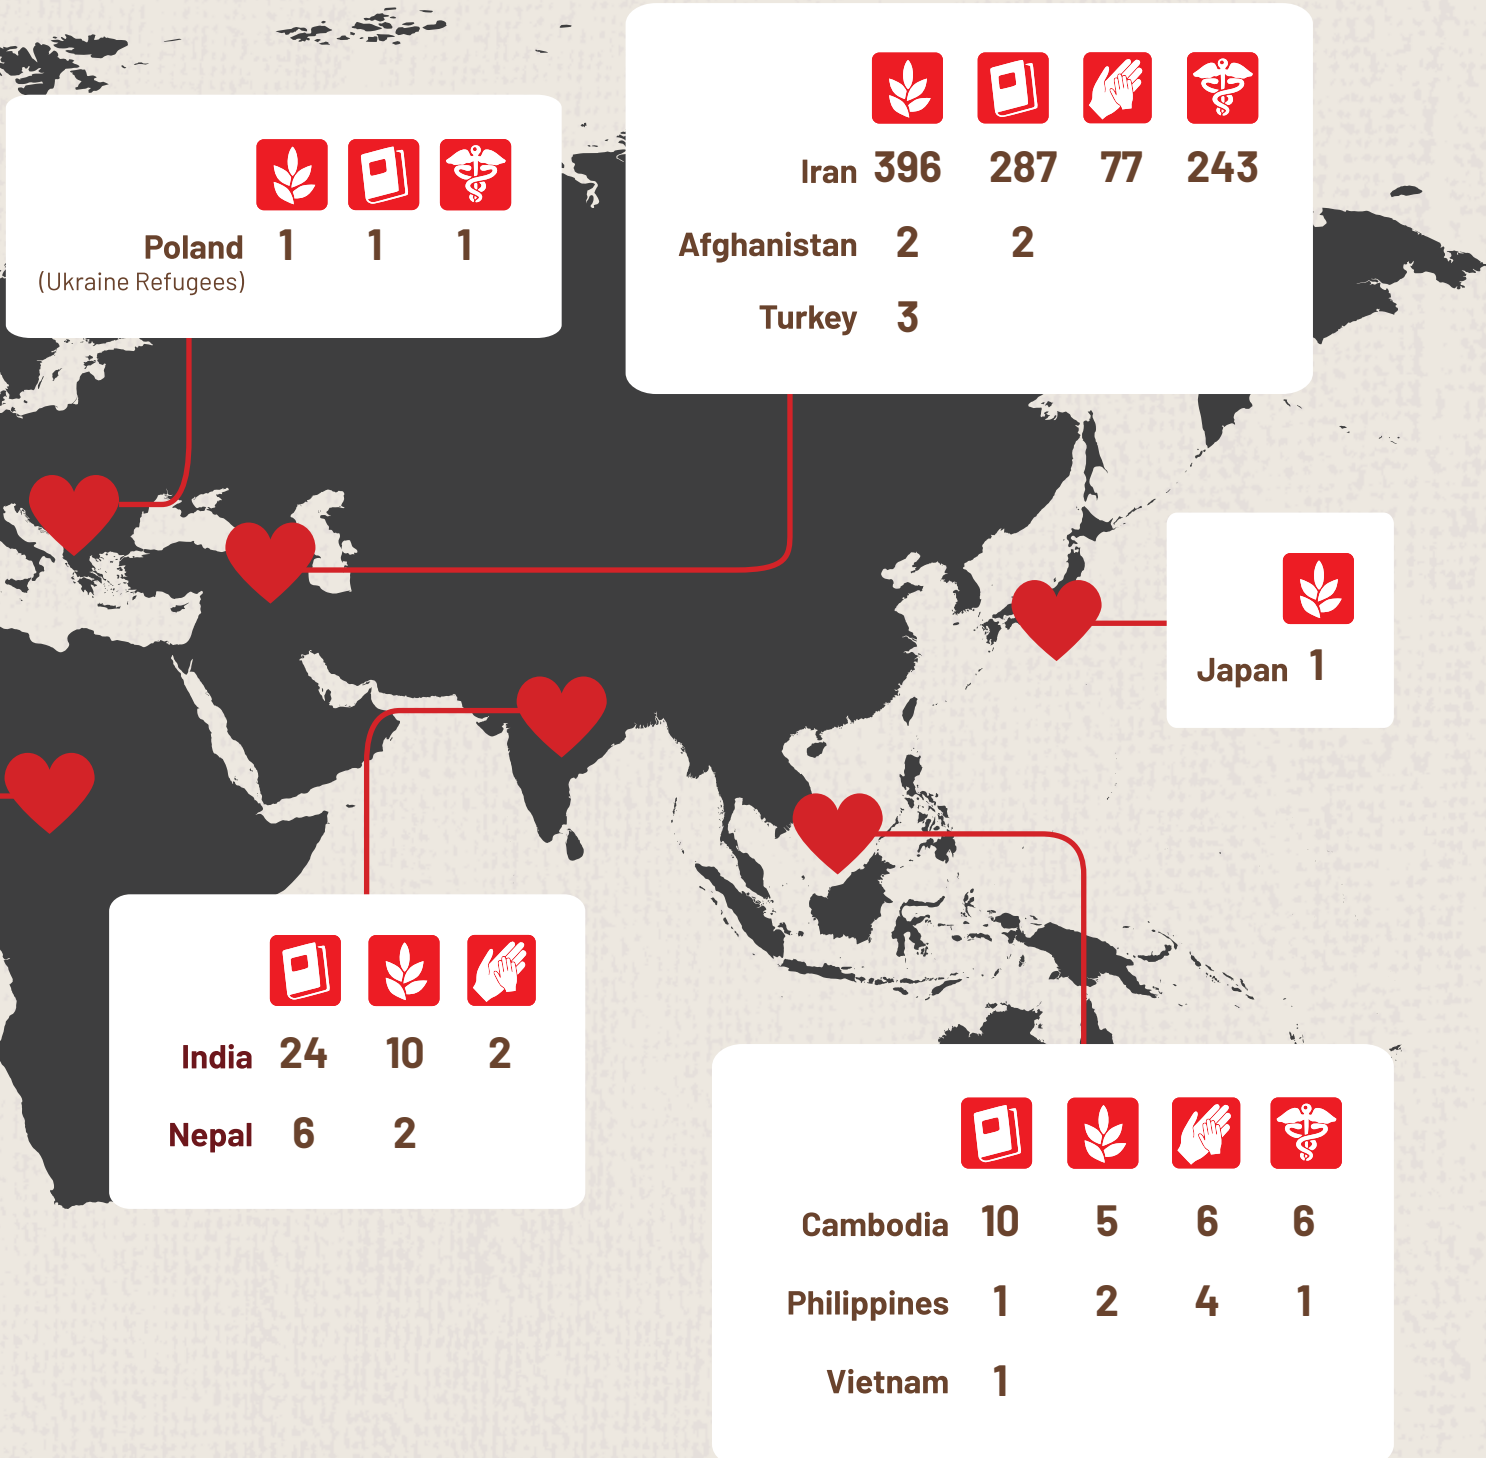 Iran 396 287 77 243
Afghanistan 2 2
Turkey 3
Poland 1 1 1
(Ukraine Refugees)
Japan 1
India 24 10 2
Nepal 6 2
Cambodia 10 5 6 6
Philippines 1 2 4 1
Vietnam 1